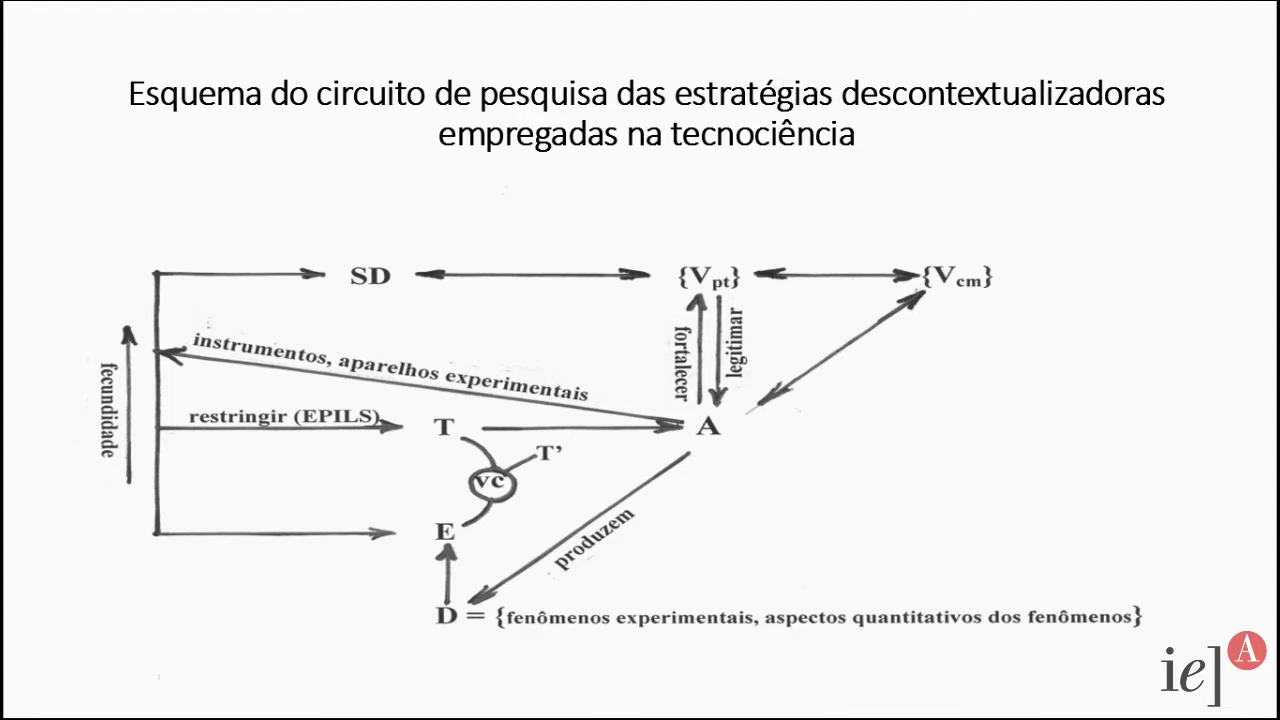 Esquema do circuito de pesquisa das estratégias descontextualizadoras
empregadas na tecnociência
SD
{Vpt}
{Vcm}
fortalecer
legitimar
instrumentos, aparelhos experimentais
fecundidade
restringir (EPILS)
T
A
T’
vc
E
produzem
D = {fenômenos experimentais, aspectos quantitativos dos fenômenos}
ie] A